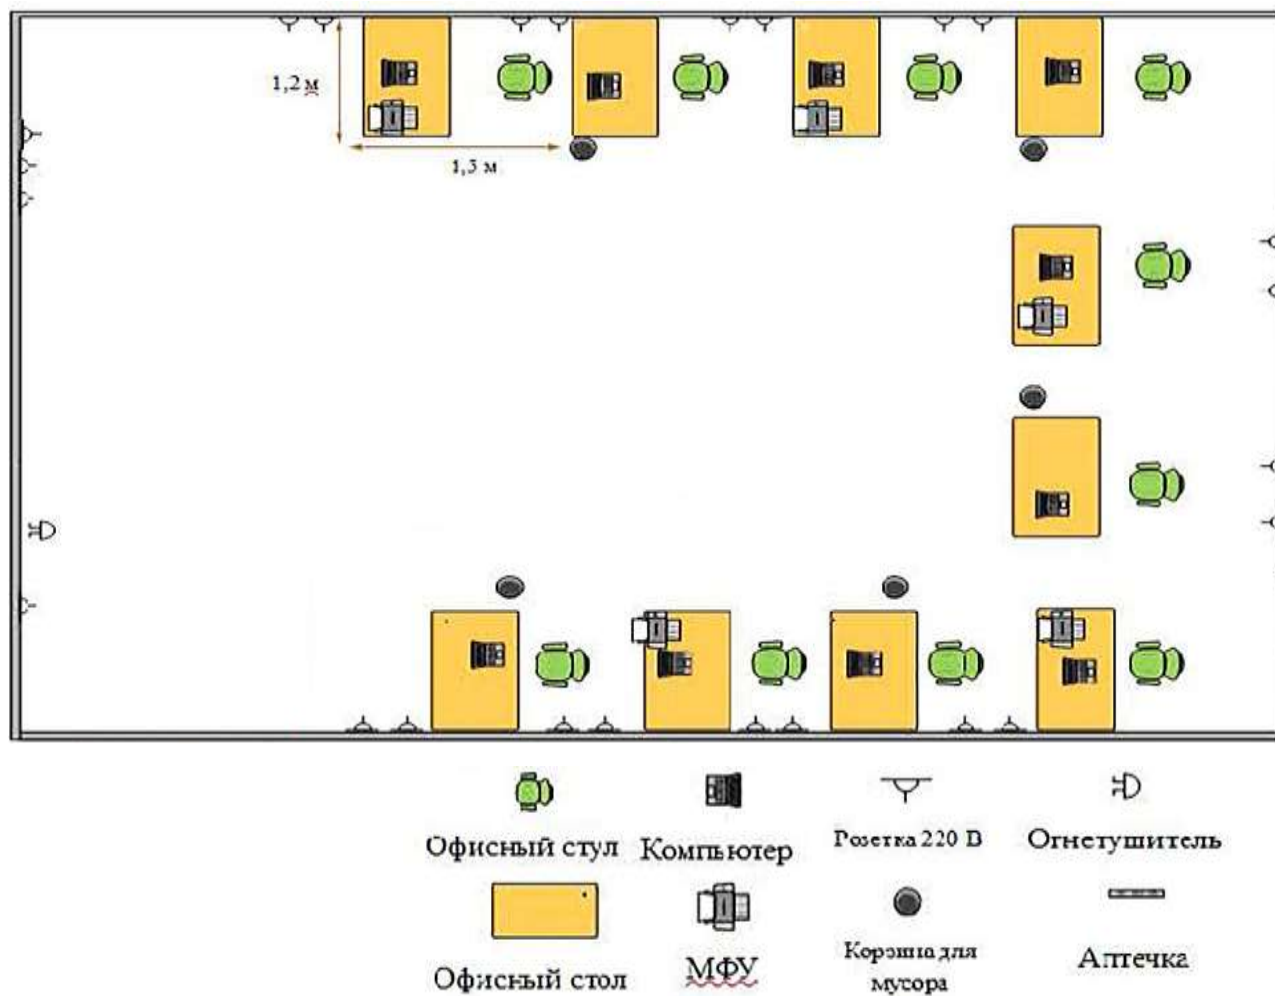 1,2 м
1,3 м
Офисный стул
Компьютер
Розетка 220 В
Огнетушитель
Офисный стол
МФУ
Корзина для
мусора
Аптечка